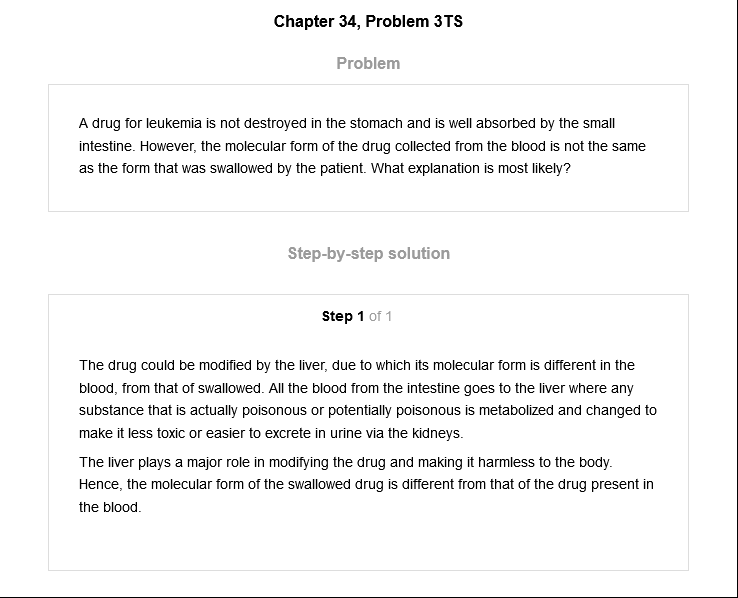 Chapter 34, Problem 3TS
Problem
A drug for leukemia is not destroyed in the stomach and is well absorbed by the small
intestine. However, the molecular form of the drug collected from the blood is not the same
as the form that was swallowed by the patient. What explanation is most likely?
Step-by-step solution
Step 1 of 1
The drug could be modified by the liver, due to which its molecular form is different in the
blood, from that of swallowed. All the blood from the intestine goes to the liver where any
substance that is actually poisonous or potentially poisonous is metabolized and changed to
make it less toxic or easier to excrete in urine via the kidneys.
The liver plays a major role in modifying the drug and making it harmless to the body.
Hence, the molecular form of the swallowed drug is different from that of the drug present in
the blood.